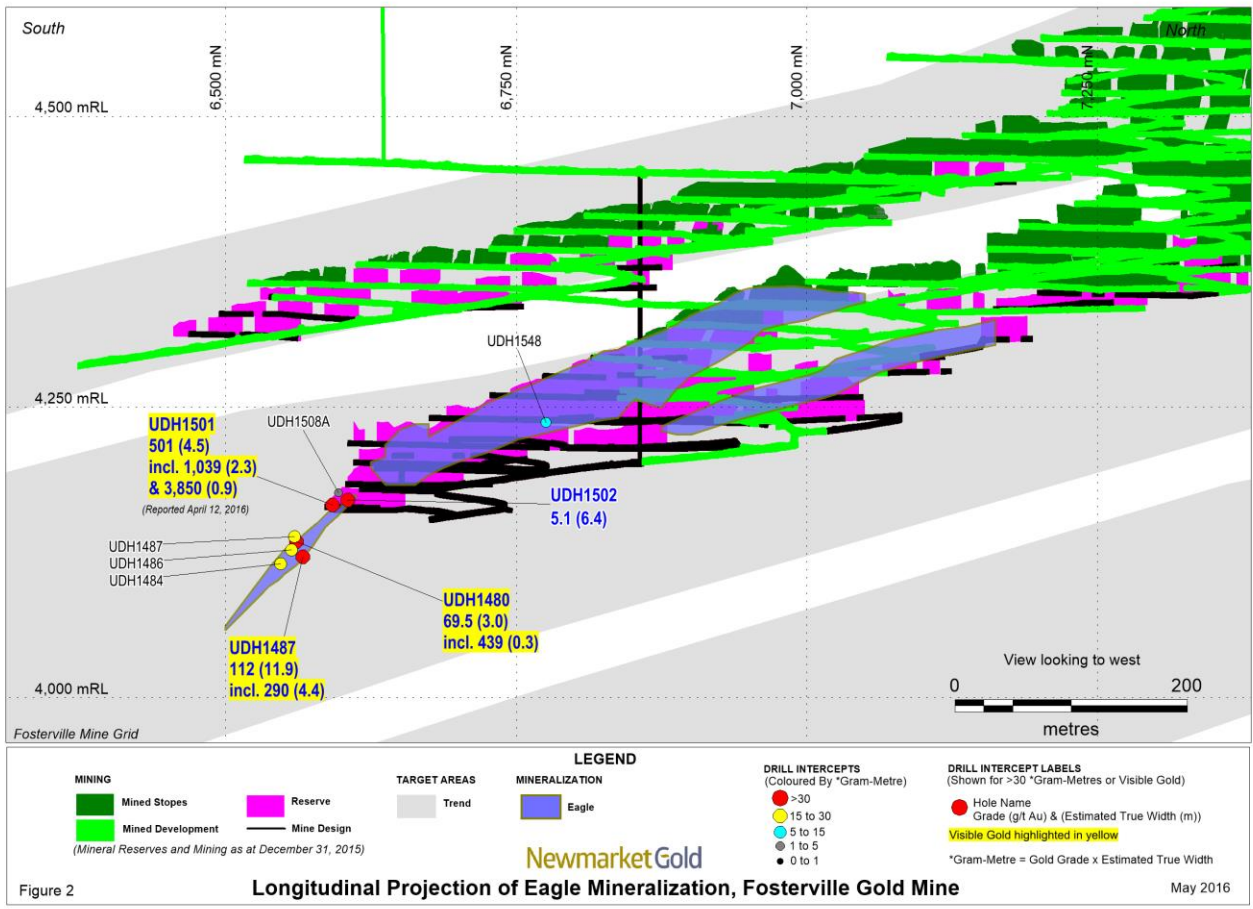 South
North
6,500 mN
6,750 mN
7,000 mN
7,250 mN
4,500 mRL
4,250 mRL
4,000 mRL
UDH1548
UDH1501
501 (4.5)
incl. 1,039 (2.3)
& 3,850 (0.9)
(Reported April 12, 2016)
UDH1508A
UDH1502
5.1 (6.4)
UDH1487
UDH1486
UDH1484
UDH1480
69.5 (3.0)
incl. 439 (0.3)
UDH1487
112 (11.9)
incl. 290 (4.4)
View looking to west
0 200
metres
Fosterville Mine Grid
LEGEND
MINING
Mined Stopes
Reserve
Mined Development
Mine Design
(Mineral Reserves and Mining as at December 31, 2015)
TARGET AREAS
Trend
MINERALIZATION
Eagle
DRILL INTERCEPTS
(Coloured By *Gram-Metre)
>30
15 to 30
5 to 15
1 to 5
0 to 1
DRILL INTERCEPT LABELS
(Shown for >30 *Gram-Metres or Visible Gold)
Hole Name
Grade (g/t Au) & (Estimated True Width (m))
Visible Gold highlighted in yellow
*Gram-Metre = Gold Grade x Estimated True Width
NewmarketGold
Figure 2
Longitudinal Projection of Eagle Mineralization, Fosterville Gold Mine
May 2016